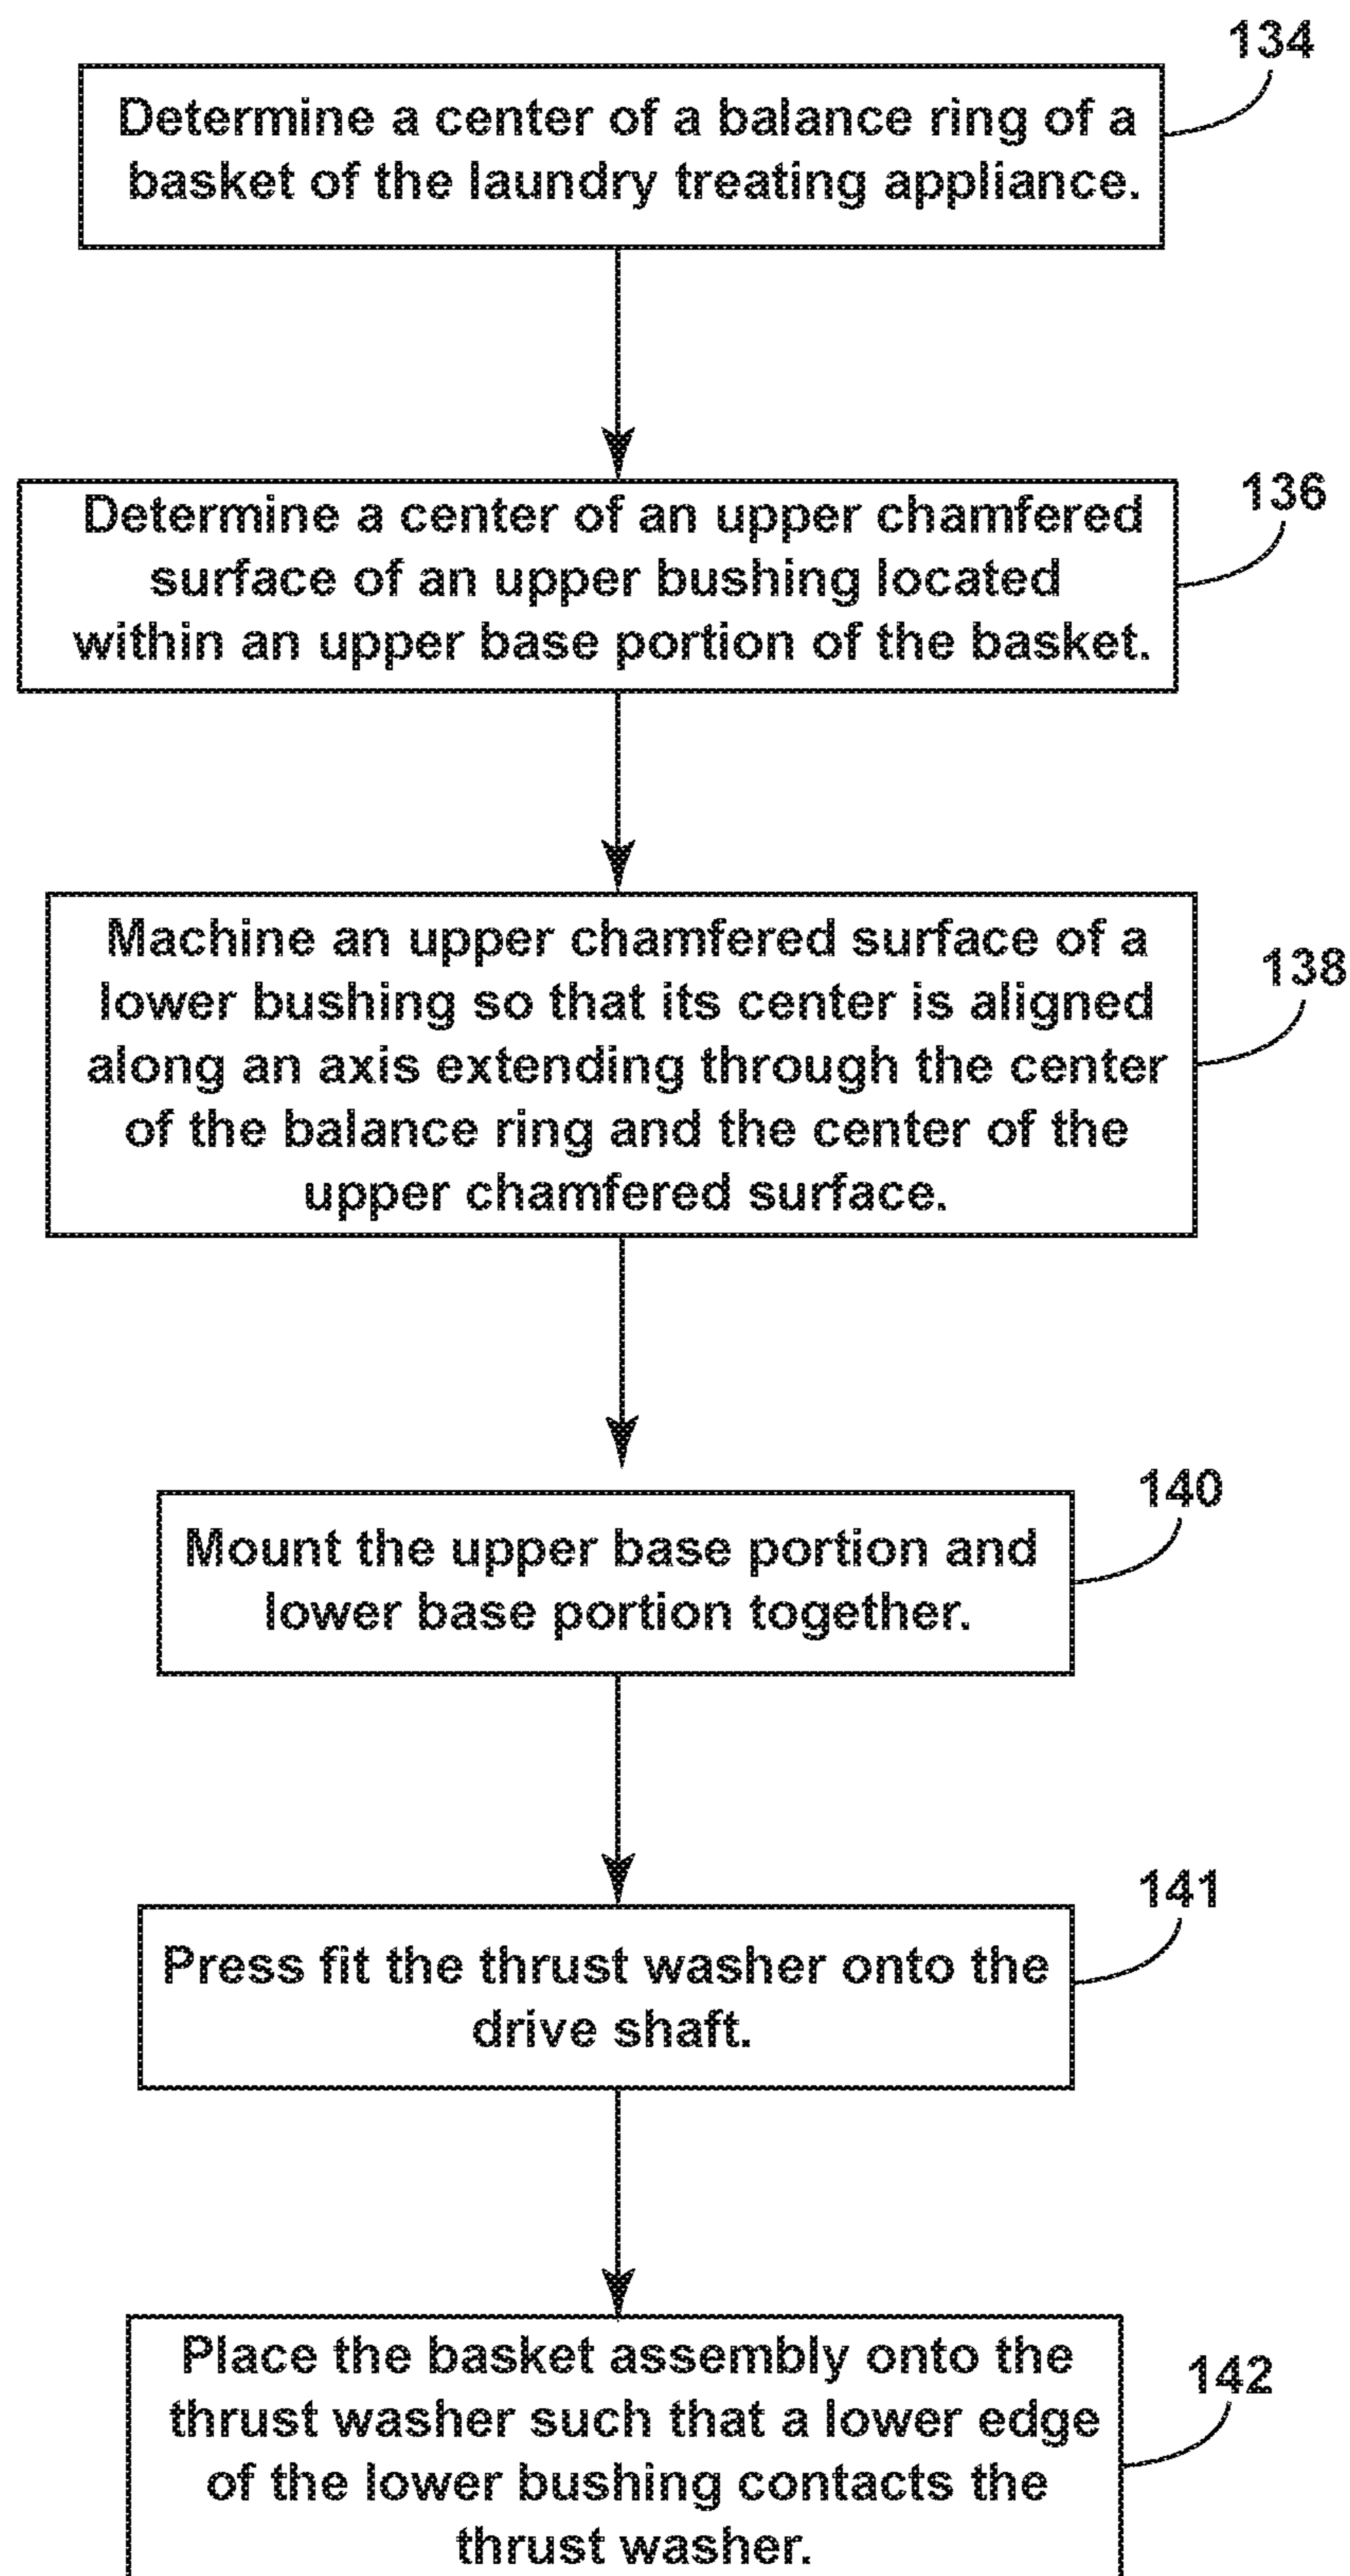 134
Determine a center of a balance ring of a
basket of the laundry treating appliance.
136
Determine a center of an upper chamfered
surface of an upper bushing located
within an upper base portion of the basket.
138
Machine an upper chamfered surface of a
lower bushing so that its center is aligned
along an axis extending through the center
of the balance ring and the center of the
upper chamfered surface.
140
Mount the upper base portion and
lower base portion together.
141
Press fit the thrust washer onto the
drive shaft.
142
Place the basket assembly onto the
thrust washer such that a lower edge
of the lower bushing contacts the
thrust washer.